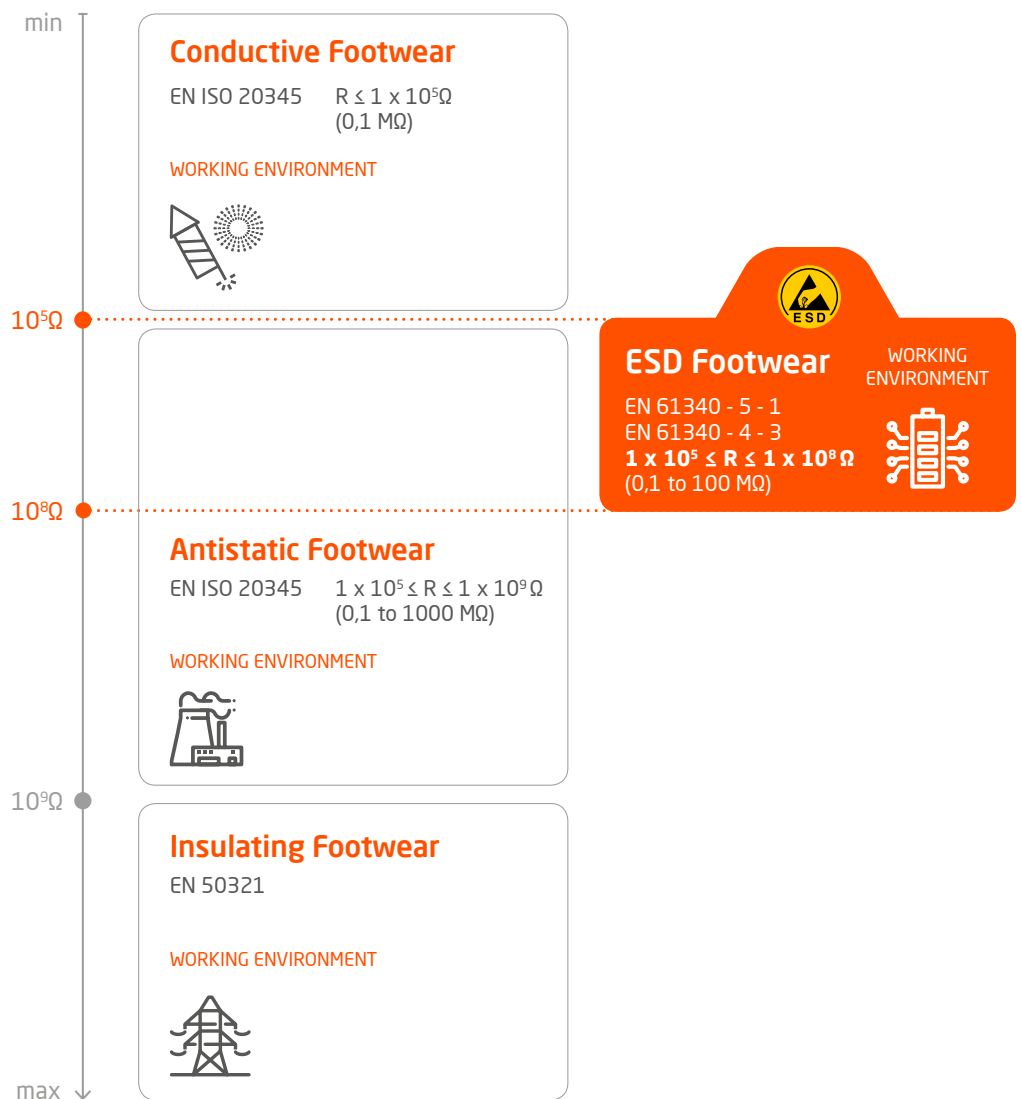 min
Conductive Footwear
EN ISO 20345 R ≤ 1 x 10⁵Ω
(0,1 MΩ)
WORKING ENVIRONMENT
10⁵Ω
ESD
ESD Footwear
WORKING
ENVIRONMENT
EN 61340 - 5 - 1
EN 61340 - 4 - 3
1 x 10⁵ ≤ R ≤ 1 x 10⁸ Ω
(0,1 to 100 MΩ)
10⁸Ω
Antistatic Footwear
EN ISO 20345 1 x 10⁵ ≤ R ≤ 1 x 10⁹ Ω
(0,1 to 1000 MΩ)
WORKING ENVIRONMENT
10⁹Ω
Insulating Footwear
EN 50321
WORKING ENVIRONMENT
max